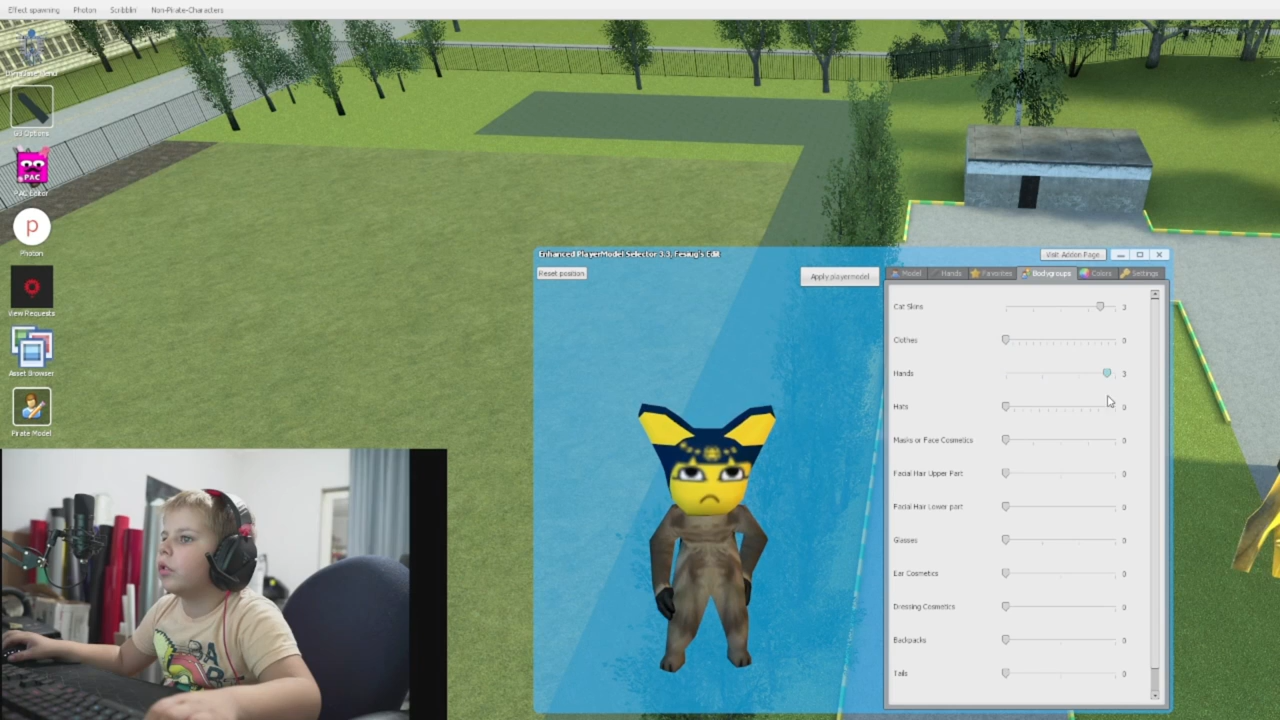 Effect spawning Photon Scribblin' Non-Pirate-Characters
PAC
PAC Editor
p
Photon
View Requests
Asset Browser
Pirate Model
Enhanced PlayerModel Selector 3.3, Fesiug's Edit
Visit Addon Page
Reset position
Apply playermodel
Model Hands Favorites Bodygroups Colors Settings
Cat Skins 3
Clothes 0
Hands 3
Hats 0
Masks or Face Cosmetics 0
Facial Hair Upper Part 0
Facial Hair Lower part 0
Glasses 0
Ear Cosmetics 0
Dressing Cosmetics 0
Backpacks 0
Tails 0